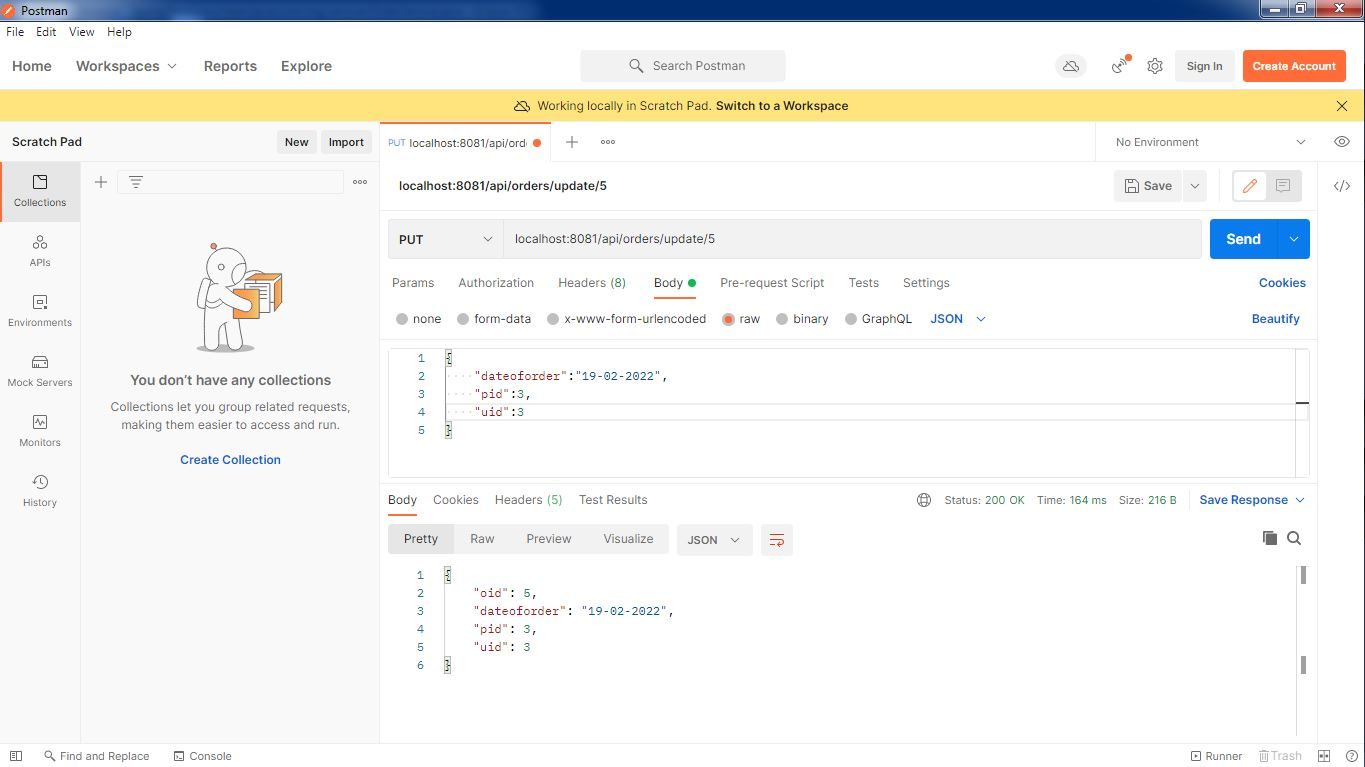 Postman
File Edit View Help
Home Workspaces Reports Explore Search Postman Sign In Create Account
Working locally in Scratch Pad. Switch to a Workspace
Scratch Pad New Import PUT localhost:8081/api/ord No Environment
Collections
APIs
Environments
Mock Servers
Monitors
History
You don't have any collections
Collections let you group related requests,
making them easier to access and run.
Create Collection
localhost:8081/api/orders/update/5 Save
PUT localhost:8081/api/orders/update/5 Send
Params Authorization Headers (8) Body Pre-request Script Tests Settings Cookies
none form-data x-www-form-urlencoded raw binary GraphQL JSON Beautify
1 {
2 "dateoforder":"19-02-2022",
3 "pid":3,
4 "uid":3
5 }
Body Cookies Headers (5) Test Results Status: 200 OK Time: 164 ms Size: 216 B Save Response
Pretty Raw Preview Visualize JSON
1 {
2 "oid": 5,
3 "dateoforder": "19-02-2022",
4 "pid": 3,
5 "uid": 3
6 }
Find and Replace Console Runner Trash